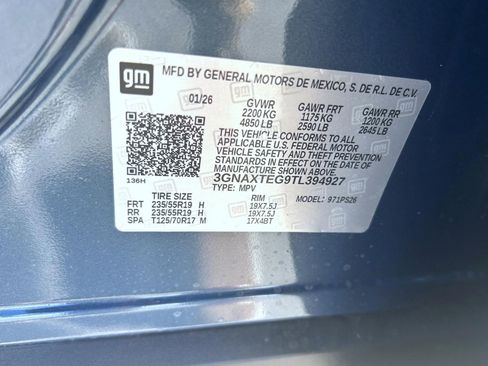 gm
MFD BY GENERAL MOTORS DE MEXICO, S. DE R.L. DE C.V.
01/26 GVWR GAWR FRT GAWR RR
2200 KG 1175 KG 1200 KG
4850 LB 2590 LB 2645 LB
THIS VEHICLE CONFORMS TO ALL
APPLICABLE U.S. FEDERAL MOTOR
VEHICLE SAFETY AND THEFT PREVENTION
STANDARDS IN EFFECT ON THE DATE OF
MANUFACTURE SHOWN ABOVE.
3GNAXTEG9TL394927
136H TYPE: MPV MODEL: 971PS26
TIRE SIZE RIM
FRT 235/55R19 H 19X7.5J
RR 235/55R19 H 19X7.5J
SPA T125/70R17 M 17X4BT